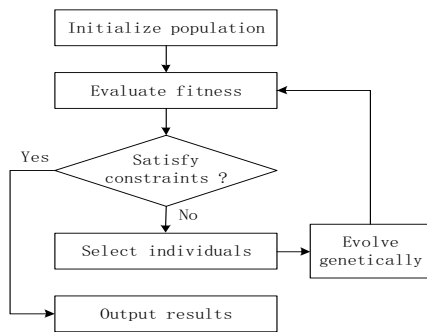 Initialize population
Evaluate fitness
Yes
Satisfy
constraints ?
No
Select individuals
Evolve
genetically
Output results